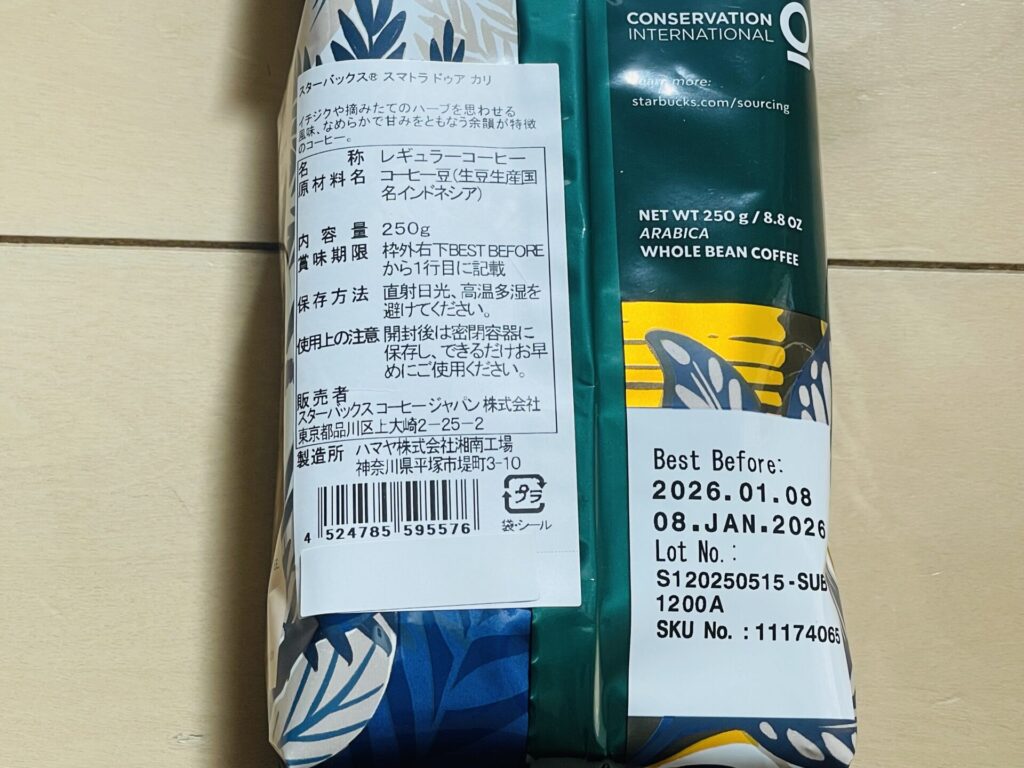 スターバックス® スマトラ ドゥア カリ
イチジクや摘みたてのハーブを思わせる
風味、なめらかで甘みをともなう余韻が特徴
のコーヒー。
名称 レギュラーコーヒー
原材料名 コーヒー豆(生豆生産国
名インドネシア)
内容量 250g
賞味期限 枠外右下BEST BEFORE
から1行目に記載
保存方法 直射日光、高温多湿を
避けてください。
使用上の注意 開封後は密閉容器に
保存し、できるだけお早
めにご使用ください。
販売者
スターバックス コーヒー ジャパン 株式会社
東京都品川区上大崎2-25-2
製造所 ハマヤ株式会社湘南工場
神奈川県平塚市堤町3-10
4 524785 595576
プラ
袋・シール
CONSERVATION
INTERNATIONAL
Learn more:
starbucks.com/sourcing
NET WT 250 g / 8.8 OZ
ARABICA
WHOLE BEAN COFFEE
Best Before:
2026.01.08
08.JAN.2026
Lot No.:
S120250515-SUB
1200A
SKU No. : 11174065